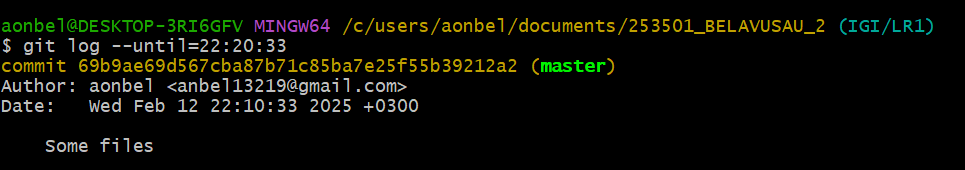 aonbel@DESKTOP-3RI6GFV MINGW64 /c/users/aonbel/documents/253501_BELAVUSAU_2 (IGI/LR1)
$ git log --until=22:20:33
commit 69b9ae69d567cba87b71c85ba7e25f55b39212a2 (master)
Author: aonbel <anbel13219@gmail.com>
Date:   Wed Feb 12 22:10:33 2025 +0300

    Some files